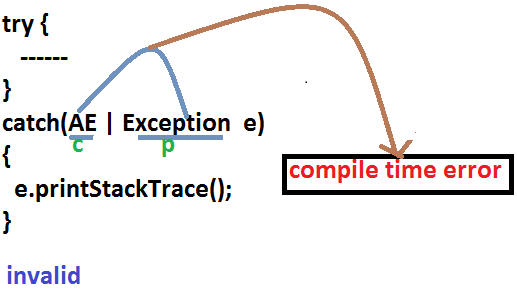 try {
------
}
catch(AE | Exception e)
c p
{
e.printStackTrace();
}
compile time error
invalid